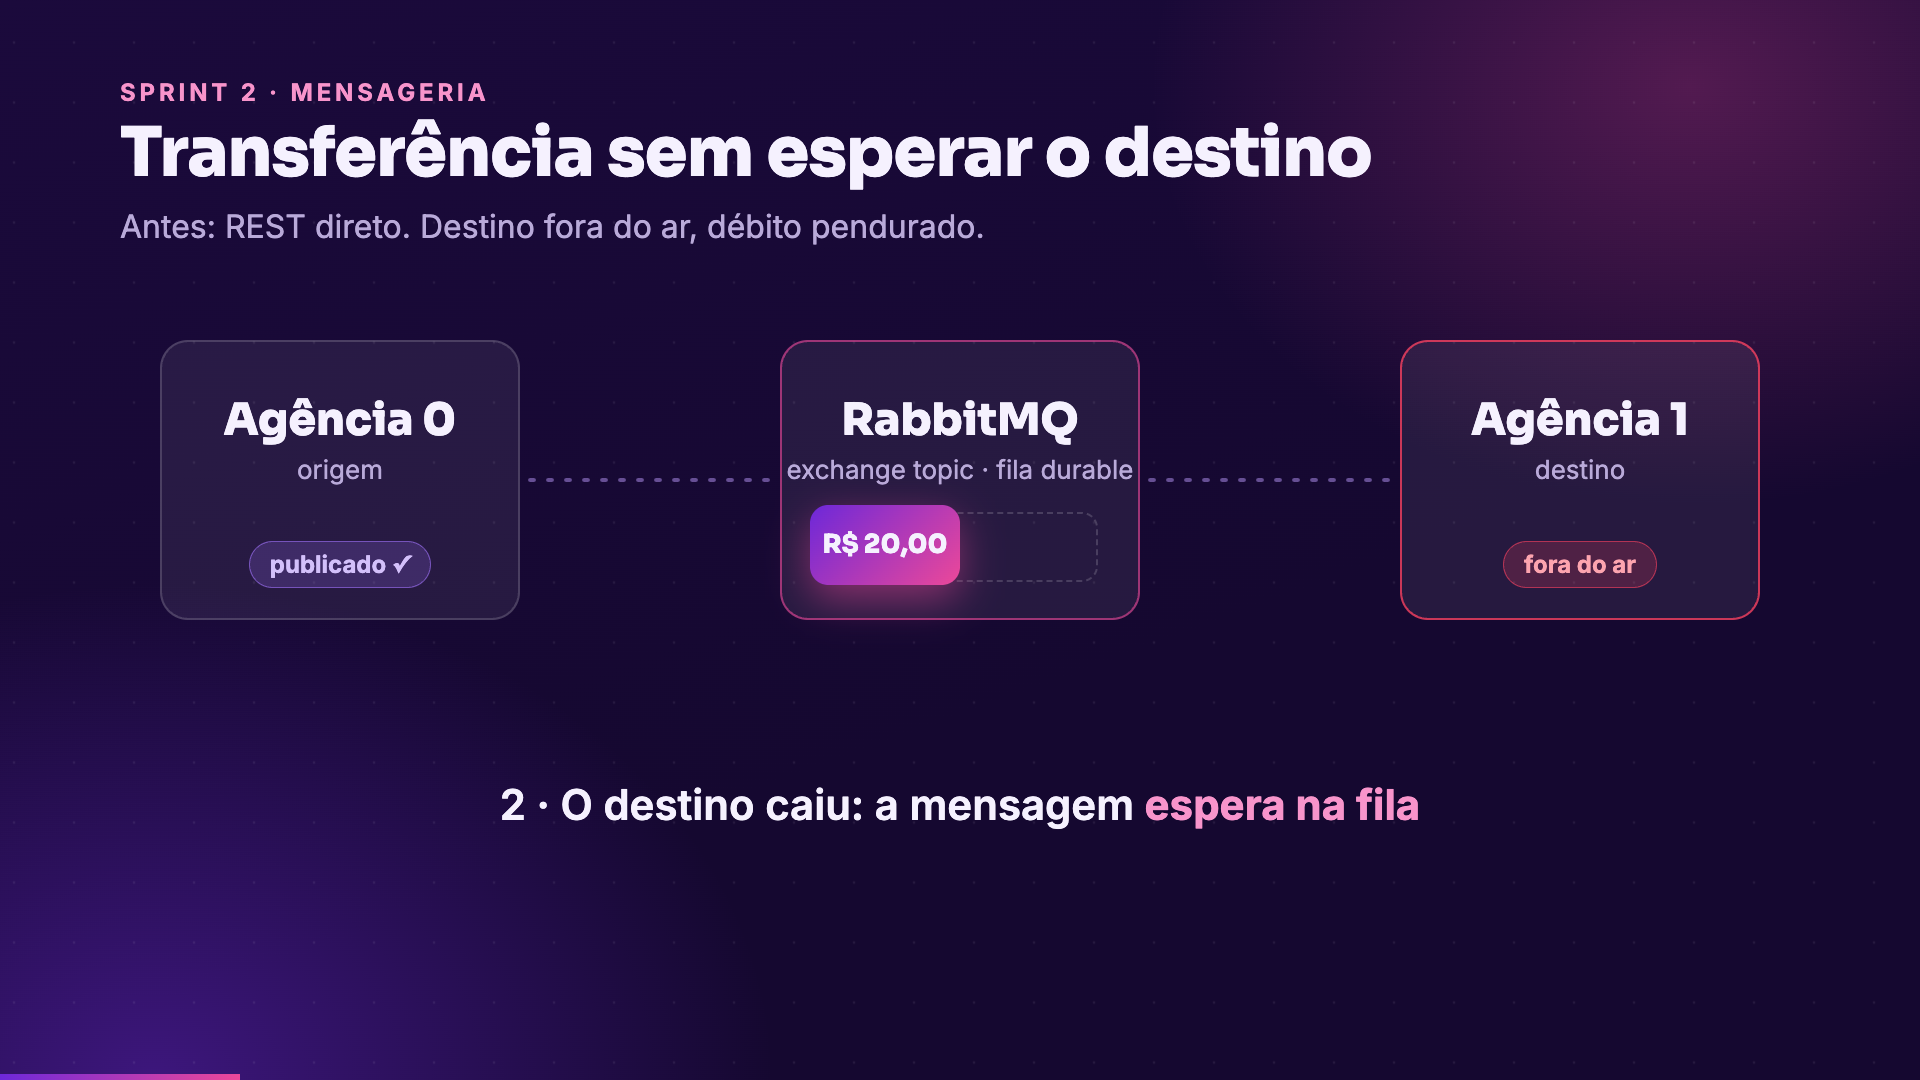 SPRINT 2 · MENSAGERIA
Transferência sem esperar o destino
Antes: REST direto. Destino fora do ar, débito pendurado.
Agência 0
origem
publicado ✓
RabbitMQ
exchange topic · fila durable
R$ 20,00
Agência 1
destino
fora do ar
2 · O destino caiu: a mensagem espera na fila